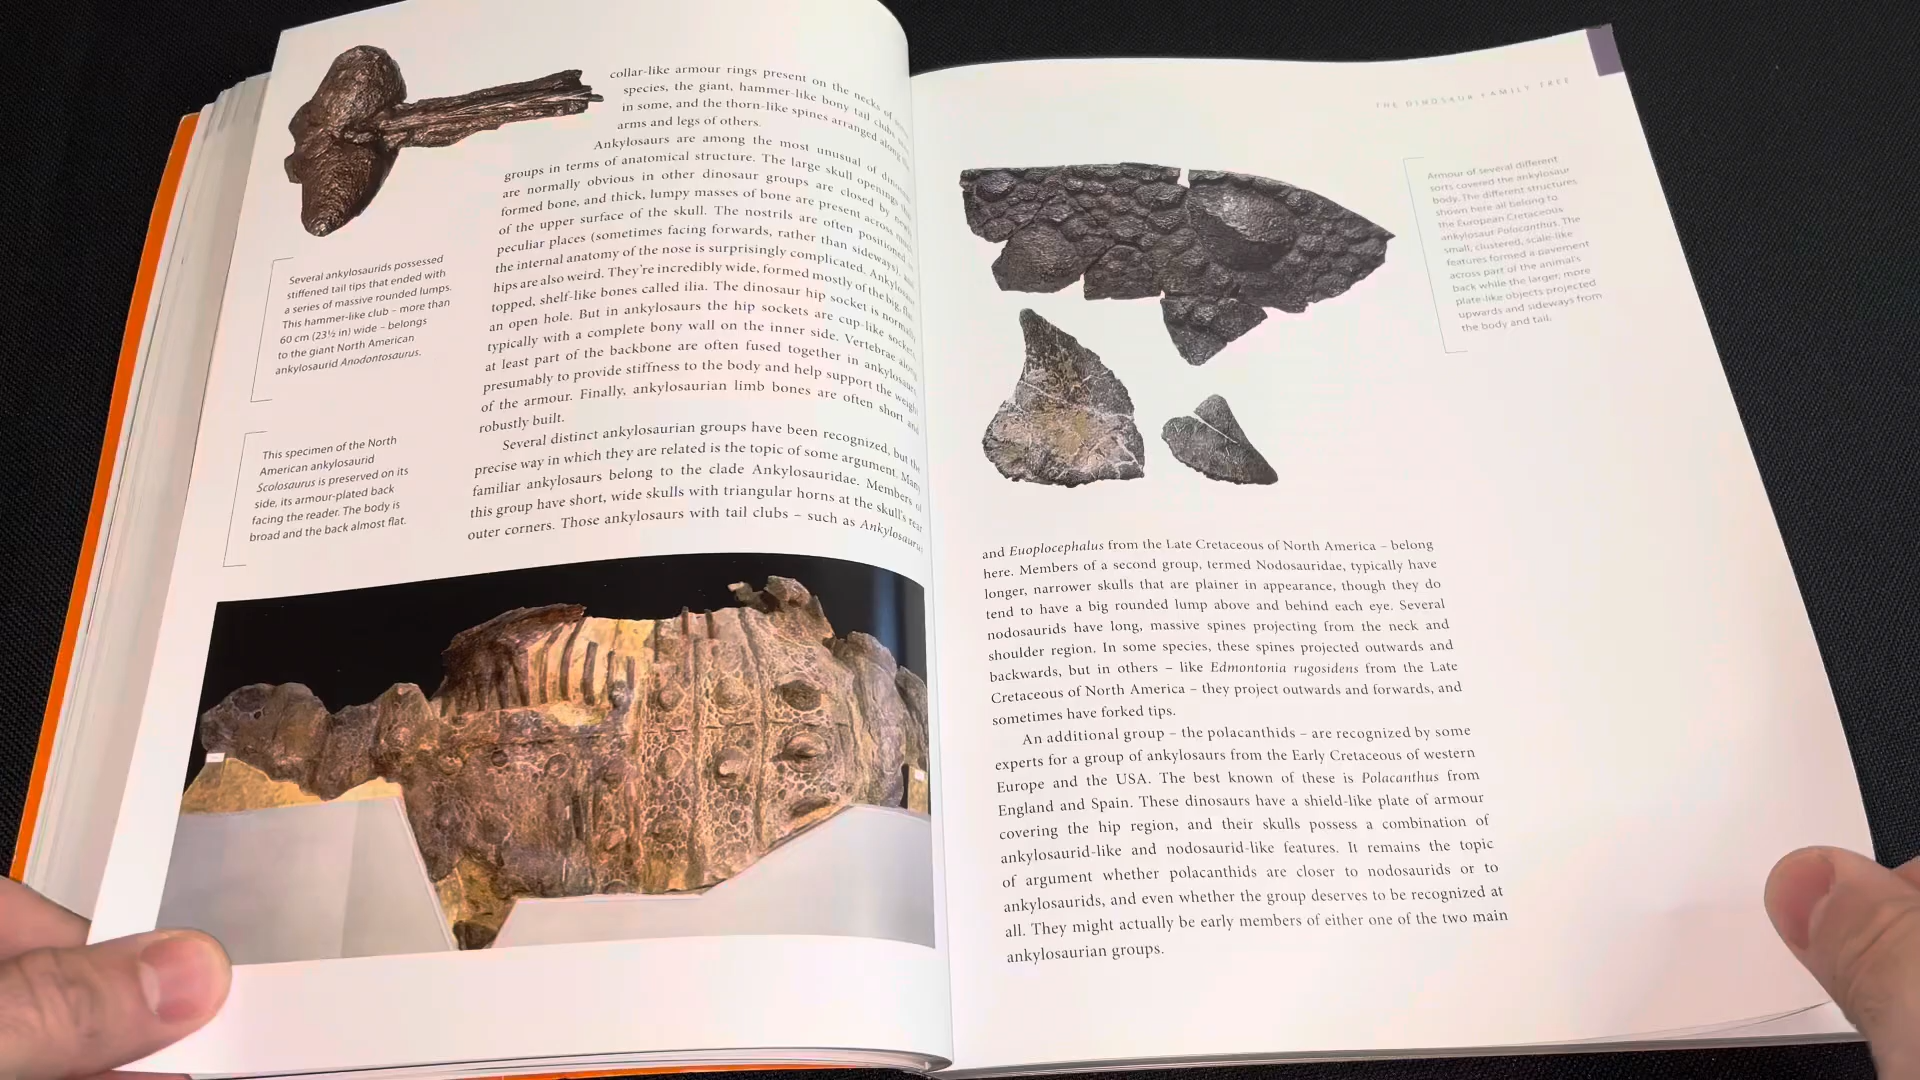 collar-like armour rings present on the necks of
species, the giant, hammer-like bony tail clubs
in some, and the thorn-like spines arranged along the
arms and legs of others.
Ankylosaurs are among the most unusual of
groups in terms of anatomical structure. The large skull openings that
are normally obvious in other dinosaur groups are closed by newly
formed bone, and thick, lumpy masses of bone are present across much
of the upper surface of the skull. The nostrils are often positioned in
peculiar places (sometimes facing forwards, rather than sideways), and
the internal anatomy of the nose is surprisingly complicated. Ankylosaur
hips are also weird. They're incredibly wide, formed mostly of the big, flat-
topped, shelf-like bones called ilia. The dinosaur hip socket is normally
an open hole. But in ankylosaurs the hip sockets are cup-like sockets,
typically with a complete bony wall on the inner side. Vertebrae along
at least part of the backbone are often fused together in ankylosaurs,
presumably to provide stiffness to the body and help support the weight
of the armour. Finally, ankylosaurian limb bones are often short and
robustly built.
Several distinct ankylosaurian groups have been recognized, but the
precise way in which they are related is the topic of some argument. Many
familiar ankylosaurs belong to the clade Ankylosauridae. Members of
this group have short, wide skulls with triangular horns at the skull's rear
outer corners. Those ankylosaurs with tail clubs – such as Ankylosaurus
Several ankylosaurids possessed
stiffened tail tips that ended with
a series of massive rounded lumps.
This hammer-like club – more than
60 cm (23½ in) wide – belongs
to the giant North American
ankylosaurid Anodontosaurus.
This specimen of the North
American ankylosaurid
Scolosaurus is preserved on its
side, its armour-plated back
facing the reader. The body is
broad and the back almost flat.
THE DINOSAUR FAMILY TREE
Armour of several different
sorts covered the ankylosaur
body. The different structures
shown here all belong to
the European Cretaceous
ankylosaur Polacanthus. The
small, clustered, scale-like
features formed a pavement
across part of the animal's
back while the larger, more
plate-like objects projected
upwards and sideways from
the body and tail.
and Euoplocephalus from the Late Cretaceous of North America – belong
here. Members of a second group, termed Nodosauridae, typically have
longer, narrower skulls that are plainer in appearance, though they do
tend to have a big rounded lump above and behind each eye. Several
nodosaurids have long, massive spines projecting from the neck and
shoulder region. In some species, these spines projected outwards and
backwards, but in others – like Edmontonia rugosidens from the Late
Cretaceous of North America – they project outwards and forwards, and
sometimes have forked tips.
An additional group – the polacanthids – are recognized by some
experts for a group of ankylosaurs from the Early Cretaceous of western
Europe and the USA. The best known of these is Polacanthus from
England and Spain. These dinosaurs have a shield-like plate of armour
covering the hip region, and their skulls possess a combination of
ankylosaurid-like and nodosaurid-like features. It remains the topic
of argument whether polacanthids are closer to nodosaurids or to
ankylosaurids, and even whether the group deserves to be recognized at
all. They might actually be early members of either one of the two main
ankylosaurian groups.